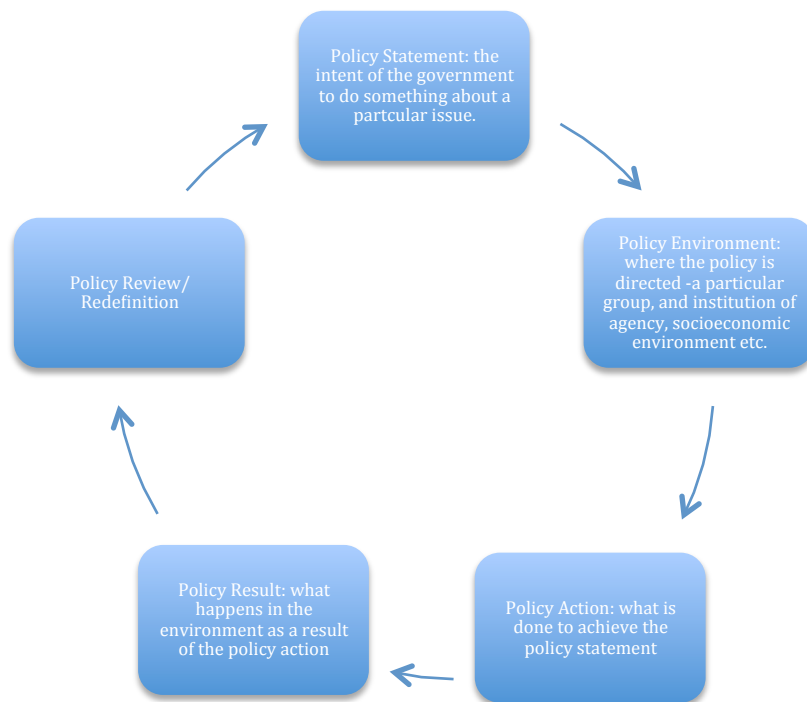 Policy Statement: the
intent of the government
to do something about a
partcular issue.
Policy Environment:
where the policy is
directed -a particular
group, and institution of
agency, socioeconomic
environment etc.
Policy Action: what is
done to achieve the
policy statement
Policy Result: what
happens in the
environment as a result
of the policy action
Policy Review/
Redefinition